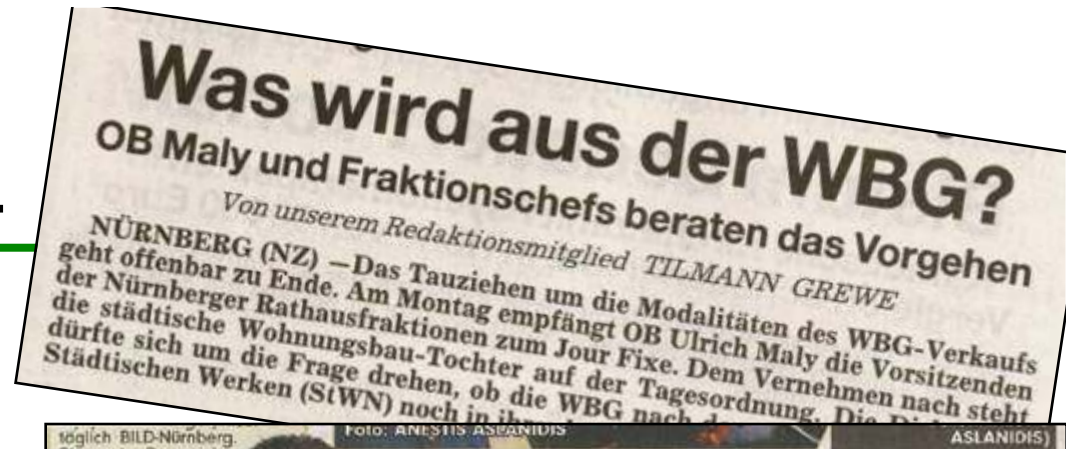 Was wird aus der WBG?
OB Maly und Fraktionschefs beraten das Vorgehen
Von unserem Redaktionsmitglied TILMANN GREWE
NÜRNBERG (NZ) —Das Tauziehen um die Modalitäten des WBG-Verkaufs
geht offenbar zu Ende. Am Montag empfängt OB Ulrich Maly die Vorsitzenden
der Nürnberger Rathausfraktionen zum Jour Fixe. Dem Vernehmen nach steht
die städtische Wohnungsbau-Tochter auf der Tagesordnung. Die
dürfte sich um die Frage drehen, ob die WBG nach
Städtischen Werken (StWN) noch in
täglich BILD-Nürnberg.
Foto: ANESTIS ASLANIDIS
ASLANIDIS)